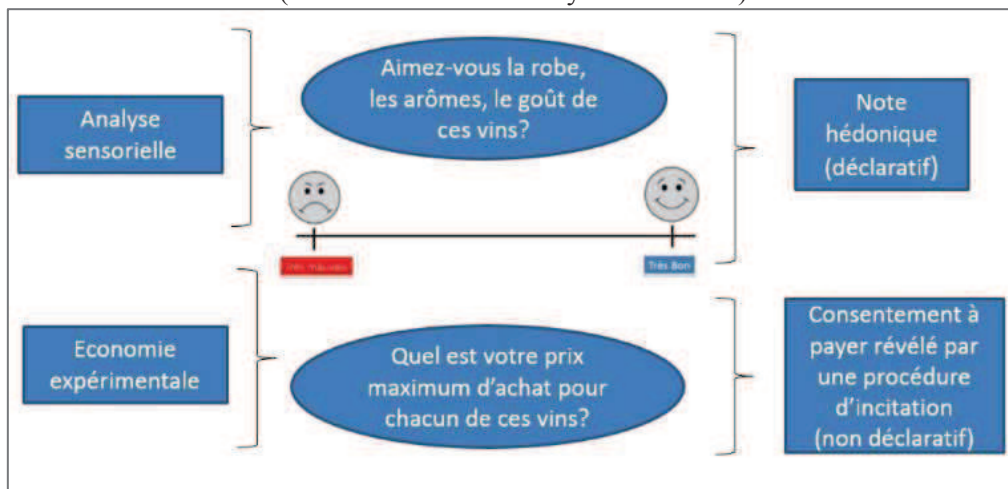 Analyse
sensorielle
Aimez-vous la robe,
les arômes, le goût de
ces vins?
Note
hédonique
(déclaratif)
Très Bon
Economie
expérimentale
Quel est votre prix
maximum d'achat pour
chacun de ces vins?
Consentement à
payer révélé par
une procédure
d'incitation
(non déclaratif)